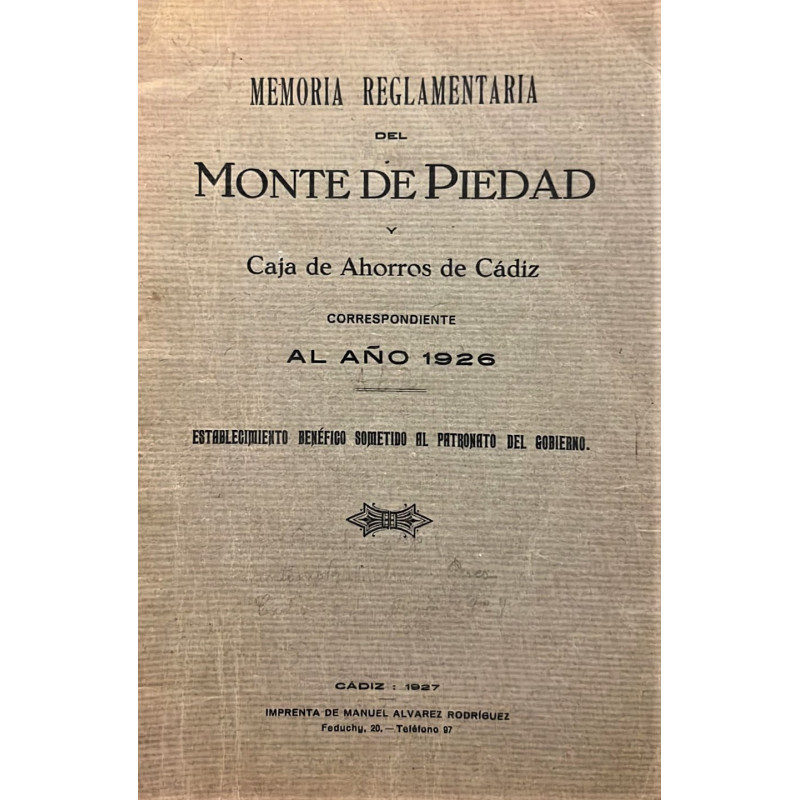 MEMORIA REGLAMENTARIA
DEL
MONTE DE PIEDAD
Y
Caja de Ahorros de Cádiz
CORRESPONDIENTE
AL AÑO 1926
ESTABLECIMIENTO BENÉFICO SOMETIDO AL PATRONATO DEL GOBIERNO.
CÁDIZ : 1927
IMPRENTA DE MANUEL ALVAREZ RODRÍGUEZ
Feduchy, 20.—Teléfono 97